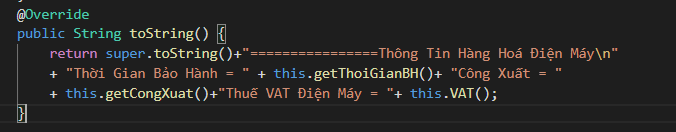 @Override
public String toString() {
return super.toString()+"================Thông Tin Hàng Hoá Điện Máy\n"
+ "Thời Gian Bảo Hành = " + this.getThoiGianBH()+ "Công Xuất = "
+ this.getCongXuat()+"Thuế VAT Điện Máy = "+ this.VAT();
}